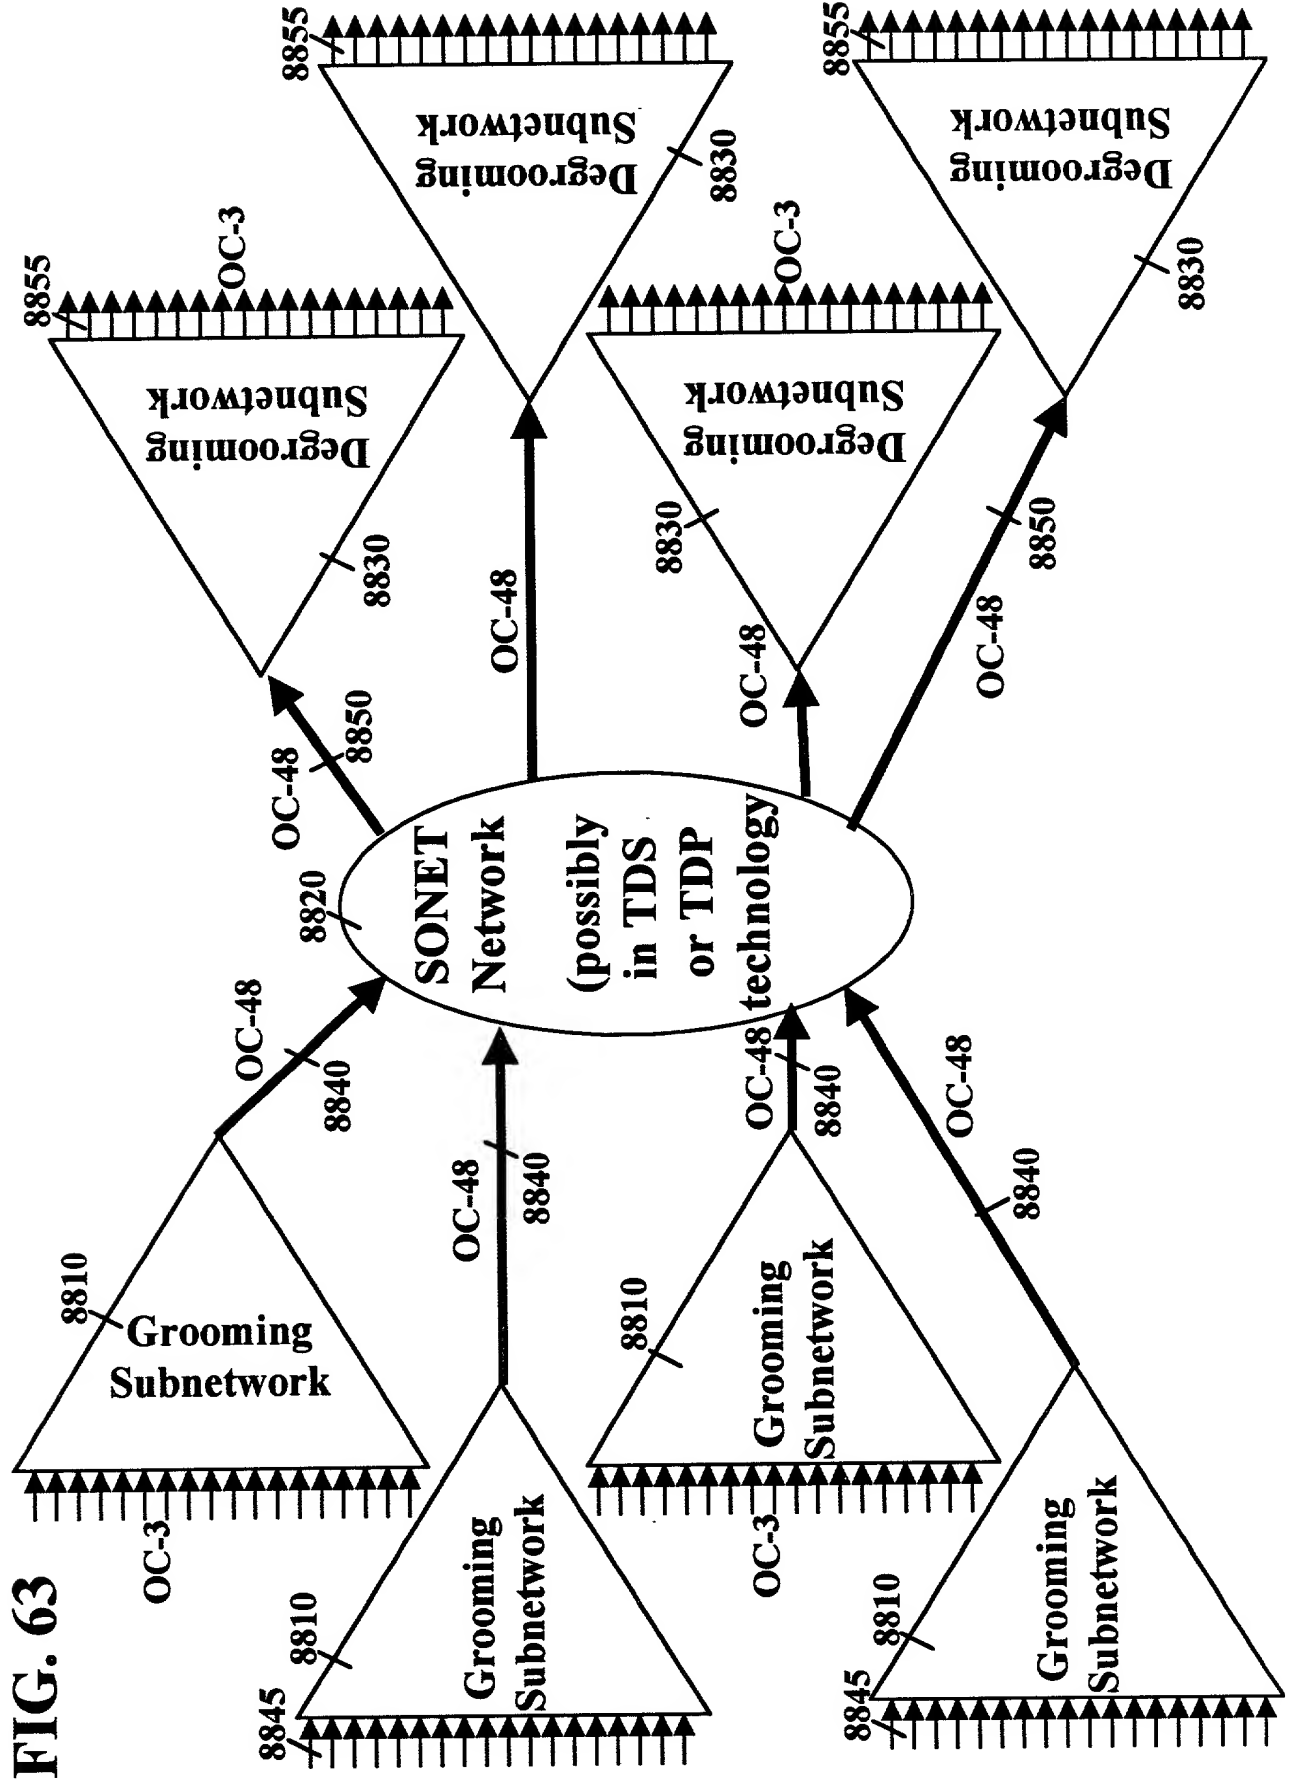 FIG. 63
8810
Grooming
Subnetwork
OC-3
OC-48
8840
8845
8810
Grooming
Subnetwork
OC-48
8840
8810
Grooming
Subnetwork
OC-3
OC-48
8840
8845
8810
Grooming
Subnetwork
OC-48
8840
8820
SONET
Network
(possibly
in TDS
or TDP
technology
OC-48
8850
8830
Degrooming
Subnetwork
8855
OC-3
OC-48
Degrooming
Subnetwork
8830
8855
OC-48
8830
Degrooming
Subnetwork
OC-3
OC-48
8850
Degrooming
Subnetwork
8830
8855